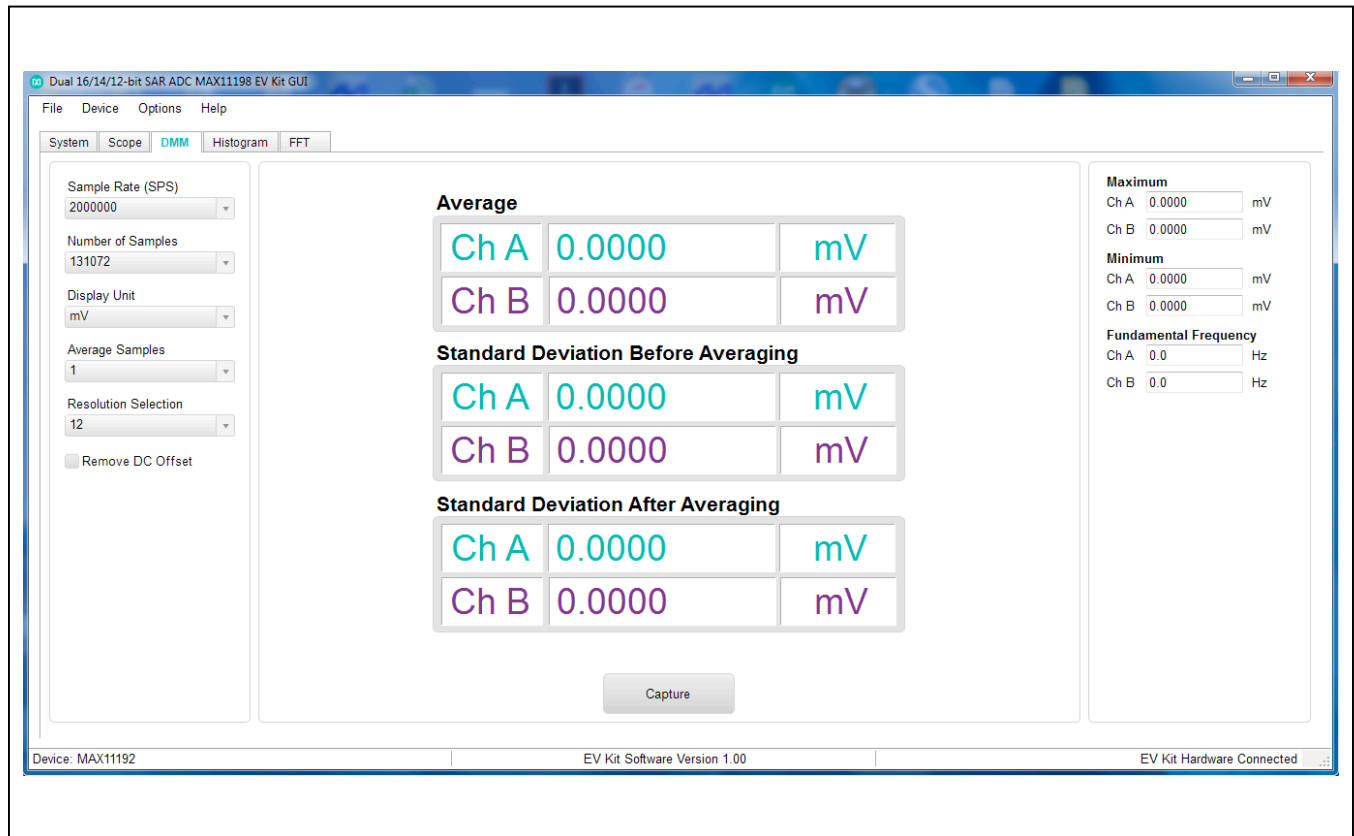 Dual 16/14/12-bit SAR ADC MAX11198 EV Kit GUI
File Device Options Help
System Scope DMM Histogram FFT
Sample Rate (SPS)
2000000
Number of Samples
131072
Display Unit
mV
Average Samples
1
Resolution Selection
12
Remove DC Offset
Average
Ch A 0.0000 mV
Ch B 0.0000 mV
Standard Deviation Before Averaging
Ch A 0.0000 mV
Ch B 0.0000 mV
Standard Deviation After Averaging
Ch A 0.0000 mV
Ch B 0.0000 mV
Capture
Maximum
Ch A 0.0000 mV
Ch B 0.0000 mV
Minimum
Ch A 0.0000 mV
Ch B 0.0000 mV
Fundamental Frequency
Ch A 0.0 Hz
Ch B 0.0 Hz
Device: MAX11192 EV Kit Software Version 1.00 EV Kit Hardware Connected